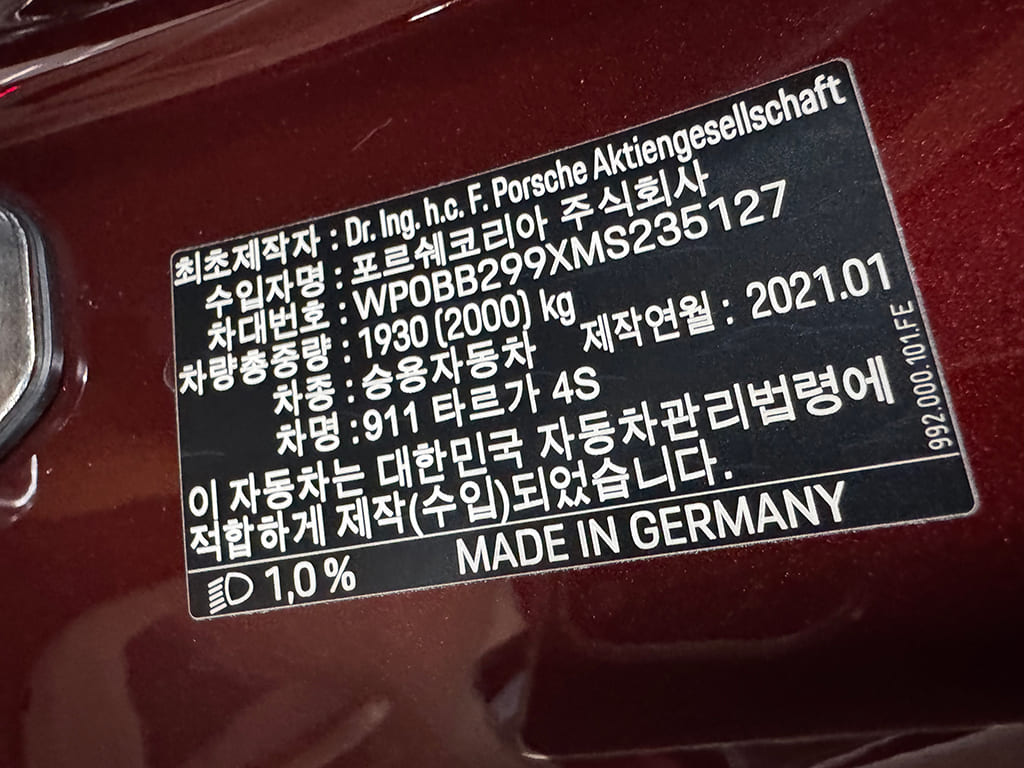 최초제작자 : Dr. Ing. h.c. F. Porsche Aktiengesellschaft
수입자명 : 포르쉐코리아 주식회사
차대번호 : WP0BB299XMS235127
차량총중량 : 1930 (2000) kg
차종 : 승용자동차 제작연월 : 2021.01
차명 : 911 타르가 4S
이 자동차는 대한민국 자동차관리법령에
적합하게 제작(수입)되었습니다.
992.000.101.FE
1,0 % MADE IN GERMANY